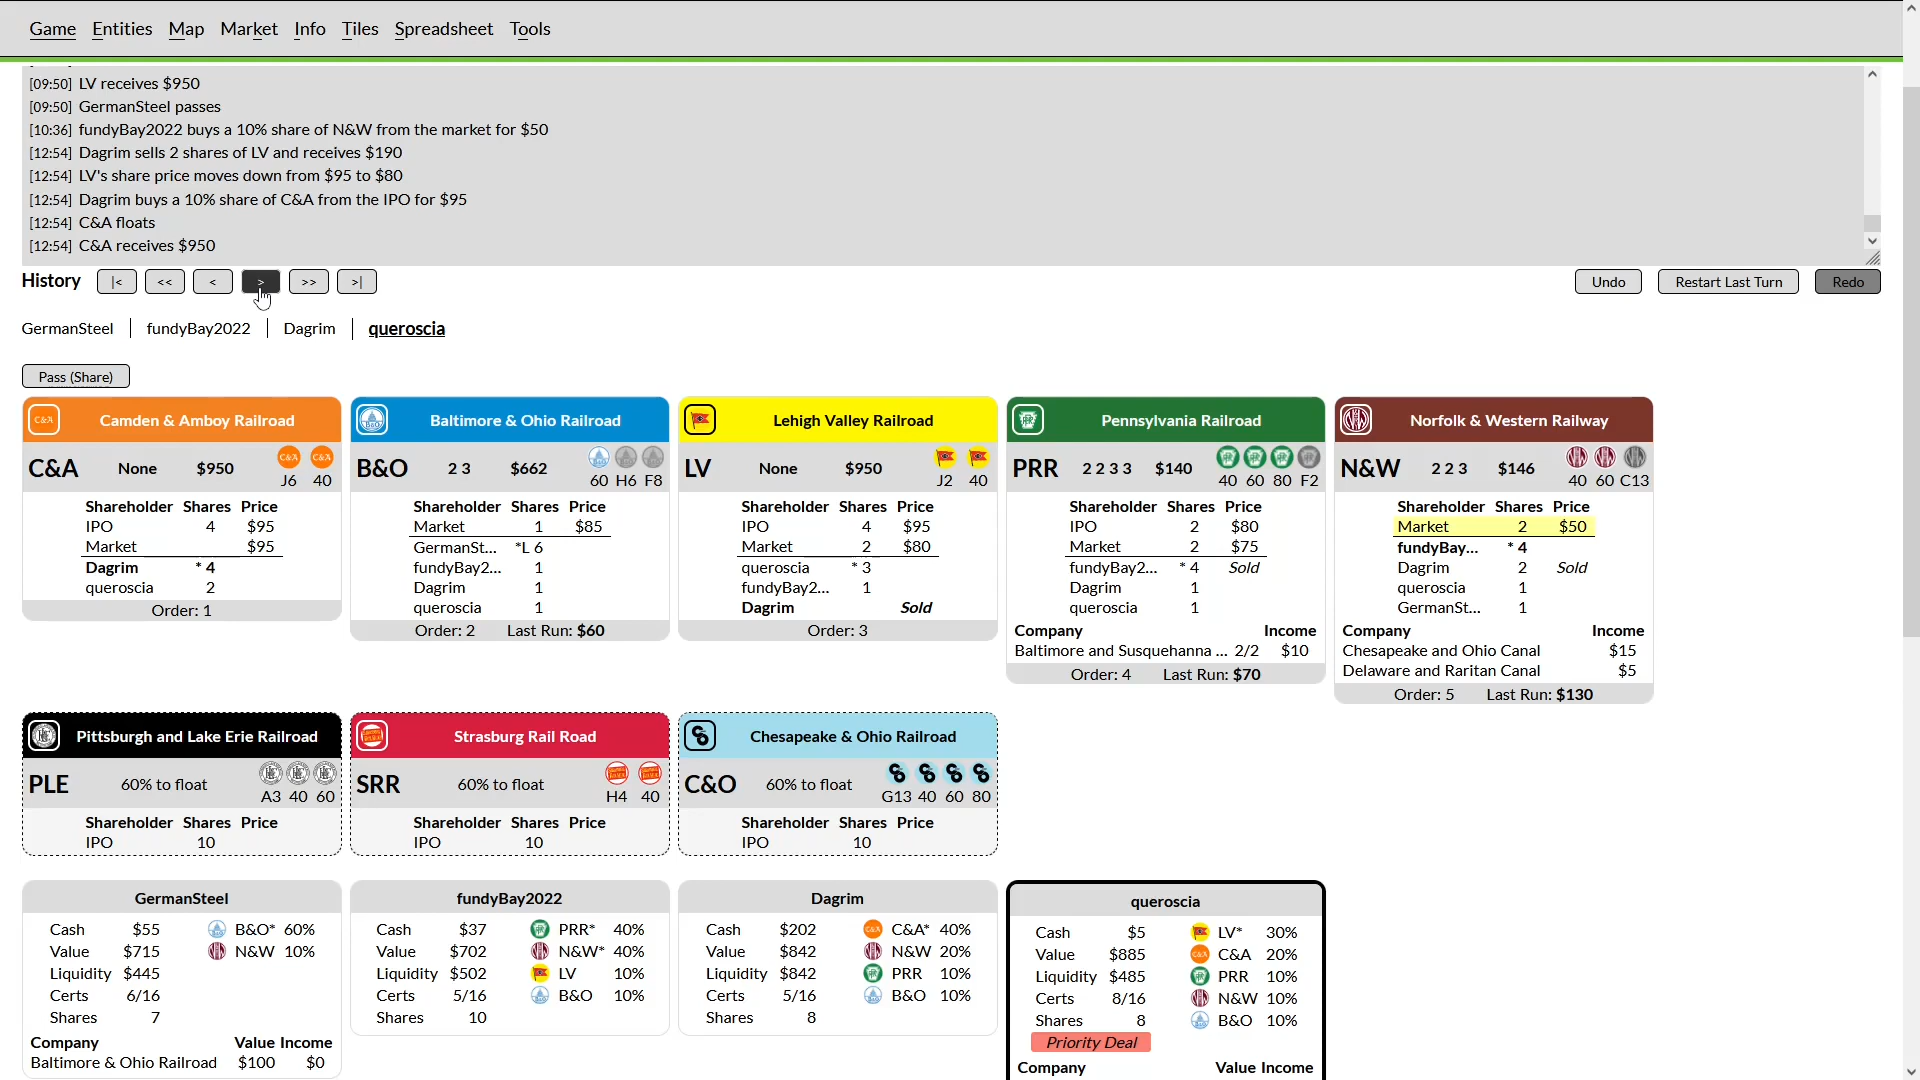 Game Entities Map Market Info Tiles Spreadsheet Tools
[09:50] LV receives $950
[09:50] GermanSteel passes
[10:36] fundyBay2022 buys a 10% share of N&W from the market for $50
[12:54] Dagrim sells 2 shares of LV and receives $190
[12:54] LV's share price moves down from $95 to $80
[12:54] Dagrim buys a 10% share of C&A from the IPO for $95
[12:54] C&A floats
[12:54] C&A receives $950
History |< << < > >> >| Undo Restart Last Turn Redo
GermanSteel fundyBay2022 Dagrim queroscia
Pass (Share)
C&A Camden & Amboy Railroad
C&A None $950 C&A J6 C&A 40
Shareholder Shares Price
IPO 4 $95
Market $95
Dagrim * 4
queroscia 2
Order: 1
Baltimore & Ohio Railroad
B&O 2 3 $662 60 H6 F8
Shareholder Shares Price
Market 1 $85
GermanSt... *L 6
fundyBay2... 1
Dagrim 1
queroscia 1
Order: 2 Last Run: $60
Lehigh Valley Railroad
LV None $950 J2 40
Shareholder Shares Price
IPO 4 $95
Market 2 $80
queroscia * 3
fundyBa... 1
Dagrim Sold
Order: 3
Pennsylvania Railroad
PRR 2 2 3 3 $140 40 60 80 F2
Shareholder Shares Price
IPO 2 $80
Market 2 $75
fundyBay2... * 4 Sold
Dagrim 1
queroscia 1
Company Income
Baltimore and Susquehanna ... 2/2 $10
Order: 4 Last Run: $70
Norfolk & Western Railway
N&W 2 2 3 $146 40 60 C13
Shareholder Shares Price
Market 2 $50
fundyBay... * 4
Dagrim 2 Sold
queroscia 1
GermanSt... 1
Company Income
Chesapeake and Ohio Canal $15
Delaware and Raritan Canal $5
Order: 5 Last Run: $130
Pittsburgh and Lake Erie Railroad
PLE 60% to float A3 40 60
Shareholder Shares Price
IPO 10
Strasburg Rail Road
SRR 60% to float H4 40
Shareholder Shares Price
IPO 10
Chesapeake & Ohio Railroad
C&O 60% to float G13 40 60 80
Shareholder Shares Price
IPO 10
GermanSteel
Cash $55 B&O* 60%
Value $715 N&W 10%
Liquidity $445
Certs 6/16
Shares 7
Company Value Income
Baltimore & Ohio Railroad $100 $0
fundyBay2022
Cash $37 PRR* 40%
Value $702 N&W* 40%
Liquidity $502 LV 10%
Certs 5/16 B&O 10%
Shares 10
Dagrim
Cash $202 C&A* 40%
Value $842 N&W 20%
Liquidity $842 PRR 10%
Certs 5/16 B&O 10%
Shares 8
queroscia
Cash $5 LV* 30%
Value $885 C&A 20%
Liquidity $485 PRR 10%
Certs 8/16 N&W 10%
Shares 8 B&O 10%
Priority Deal
Company Value Income